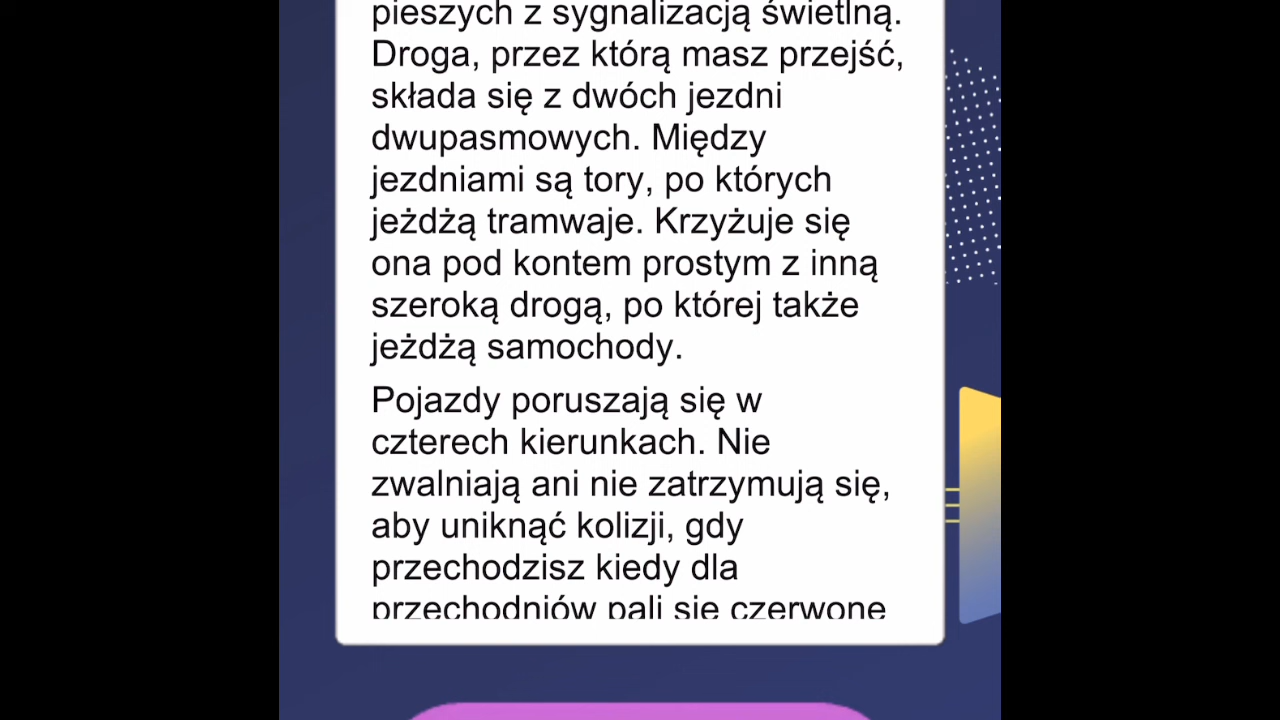 pieszych z sygnalizacją świetlną.
Droga, przez którą masz przejść,
składa się z dwóch jezdni
dwupasmowych. Między
jezdniami są tory, po których
jeżdżą tramwaje. Krzyżuje się
ona pod kontem prostym z inną
szeroką drogą, po której także
jeżdżą samochody.
Pojazdy poruszają się w
czterech kierunkach. Nie
zwalniają ani nie zatrzymują się,
aby uniknąć kolizji, gdy
przechodzisz kiedy dla
przechodniów pali się czerwone